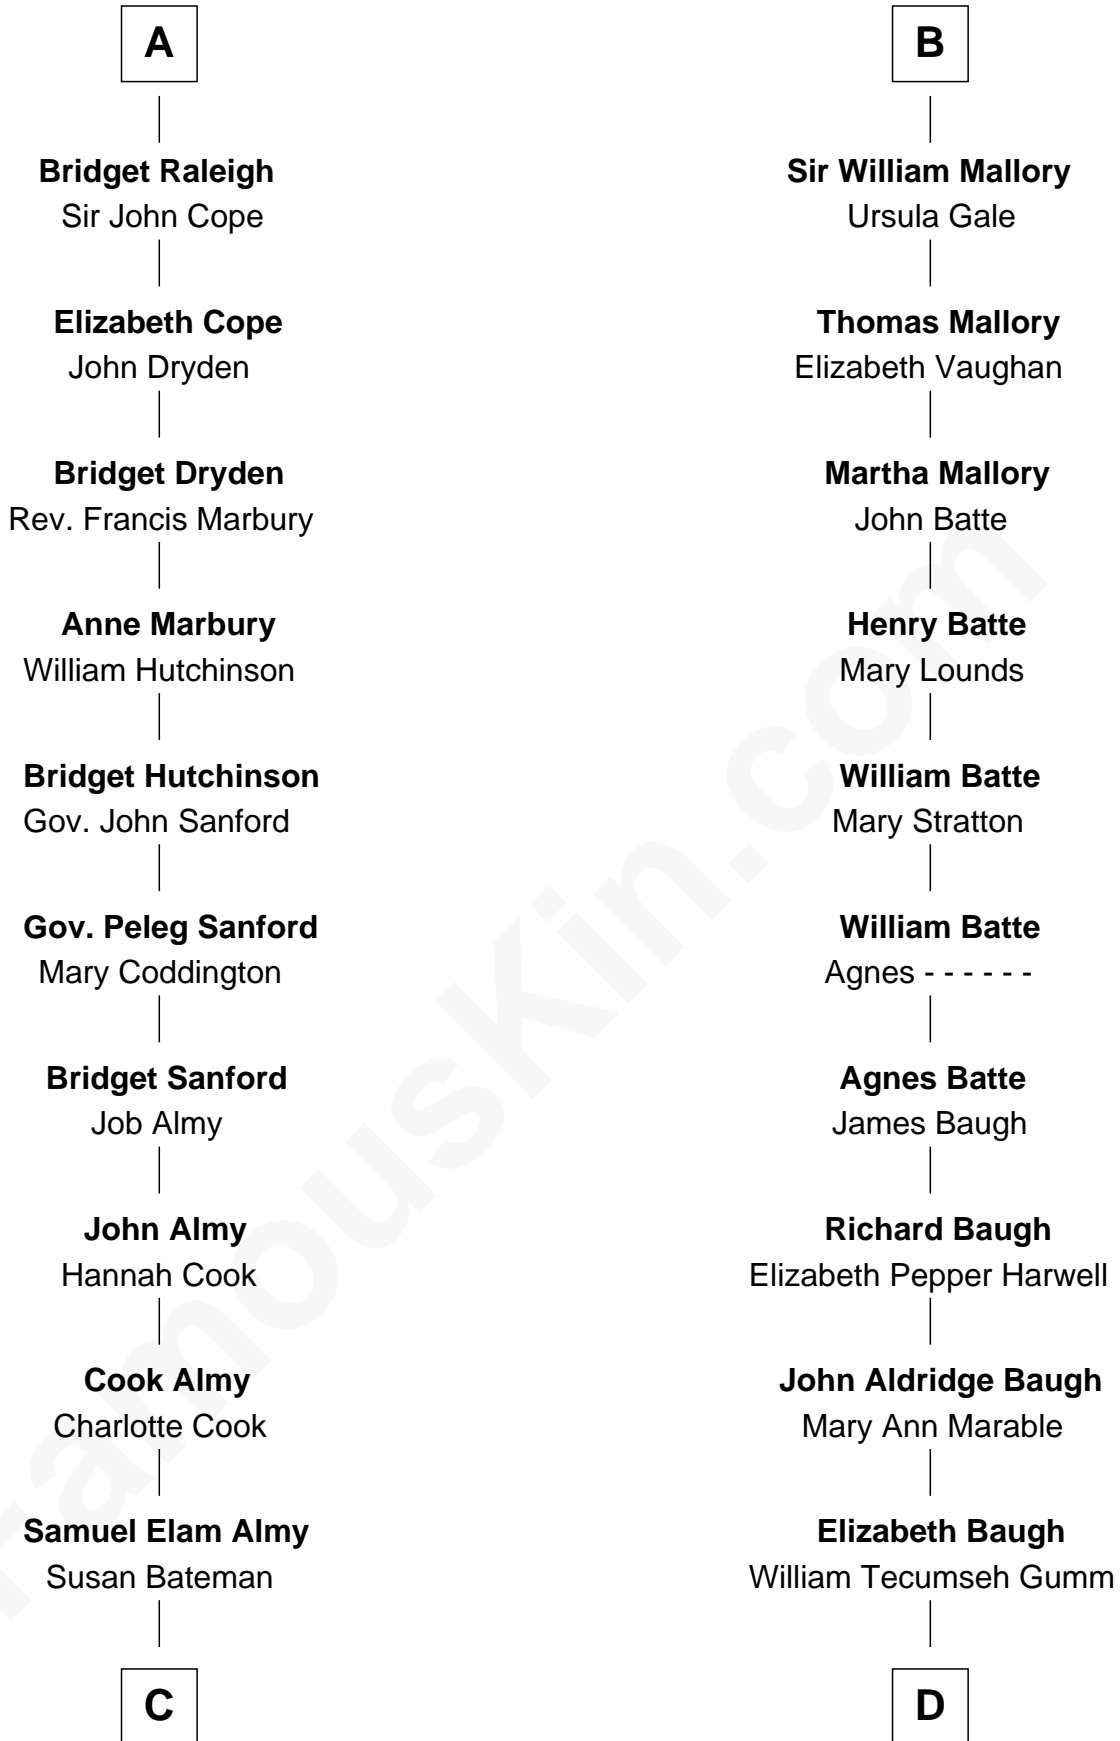 A
Bridget Raleigh
Sir John Cope
Elizabeth Cope
John Dryden
Bridget Dryden
Rev. Francis Marbury
Anne Marbury
William Hutchinson
Bridget Hutchinson
Gov. John Sanford
Gov. Peleg Sanford
Mary Coddington
Bridget Sanford
Job Almy
John Almy
Hannah Cook
Cook Almy
Charlotte Cook
Samuel Elam Almy
Susan Bateman
C
B
Sir William Mallory
Ursula Gale
Thomas Mallory
Elizabeth Vaughan
Martha Mallory
John Batte
Henry Batte
Mary Lounds
William Batte
Mary Stratton
William Batte
Agnes - - - - - -
Agnes Batte
James Baugh
Richard Baugh
Elizabeth Pepper Harwell
John Aldridge Baugh
Mary Ann Marable
Elizabeth Baugh
William Tecumseh Gumm
D
FamousKin.com